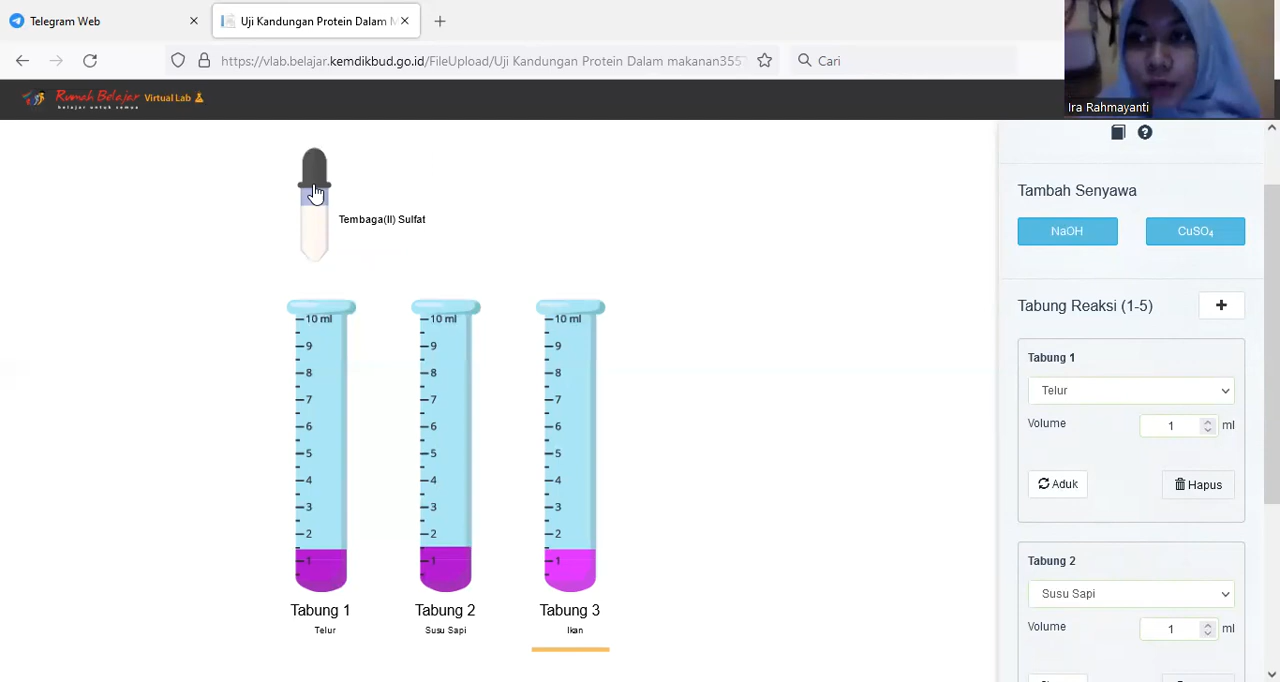 Telegram Web
Uji Kandungan Protein Dalam M
https://vlab.belajar.kemdikbud.go.id/FileUpload/Uji Kandungan Protein Dalam makanan3557
Cari
Ira Rahmayanti
Rumah Belajar Virtual Lab
belajar untuk semua
Tembaga(II) Sulfat
Tambah Senyawa
NaOH CuSO₄
Tabung Reaksi (1-5) +
10 ml 10 ml 10 ml
9 9 9
8 8 8
7 7 7
6 6 6
5 5 5
4 4 4
3 3 3
2 2 2
1 1 1
Tabung 1 Tabung 2 Tabung 3
Telur Susu Sapi Ikan
Tabung 1
Telur
Volume 1 ml
Aduk Hapus
Tabung 2
Susu Sapi
Volume 1 ml